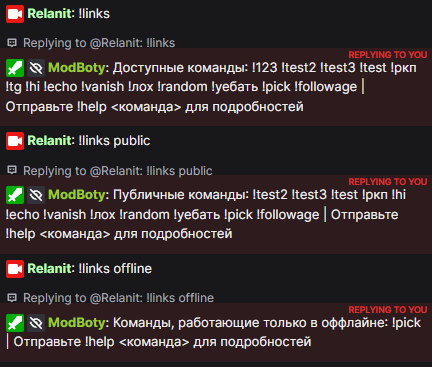 Relanit: !links
Replying to @Relanit: !links
REPLYING TO YOU
ModBoty: Доступные команды: !123 !test2 !test3 !test !ркп
!tg !hi !echo !vanish !лох !random !уебать !pick !followage |
Отправьте !help <команда> для подробностей
Relanit: !links public
Replying to @Relanit: !links public
REPLYING TO YOU
ModBoty: Публичные команды: !test2 !test3 !test !ркп !hi
!echo !vanish !лох !random !уебать !pick !followage | Отправьте
!help <команда> для подробностей
Relanit: !links offline
Replying to @Relanit: !links offline
REPLYING TO YOU
ModBoty: Команды, работающие только в оффлайне: !pick
| Отправьте !help <команда> для подробностей